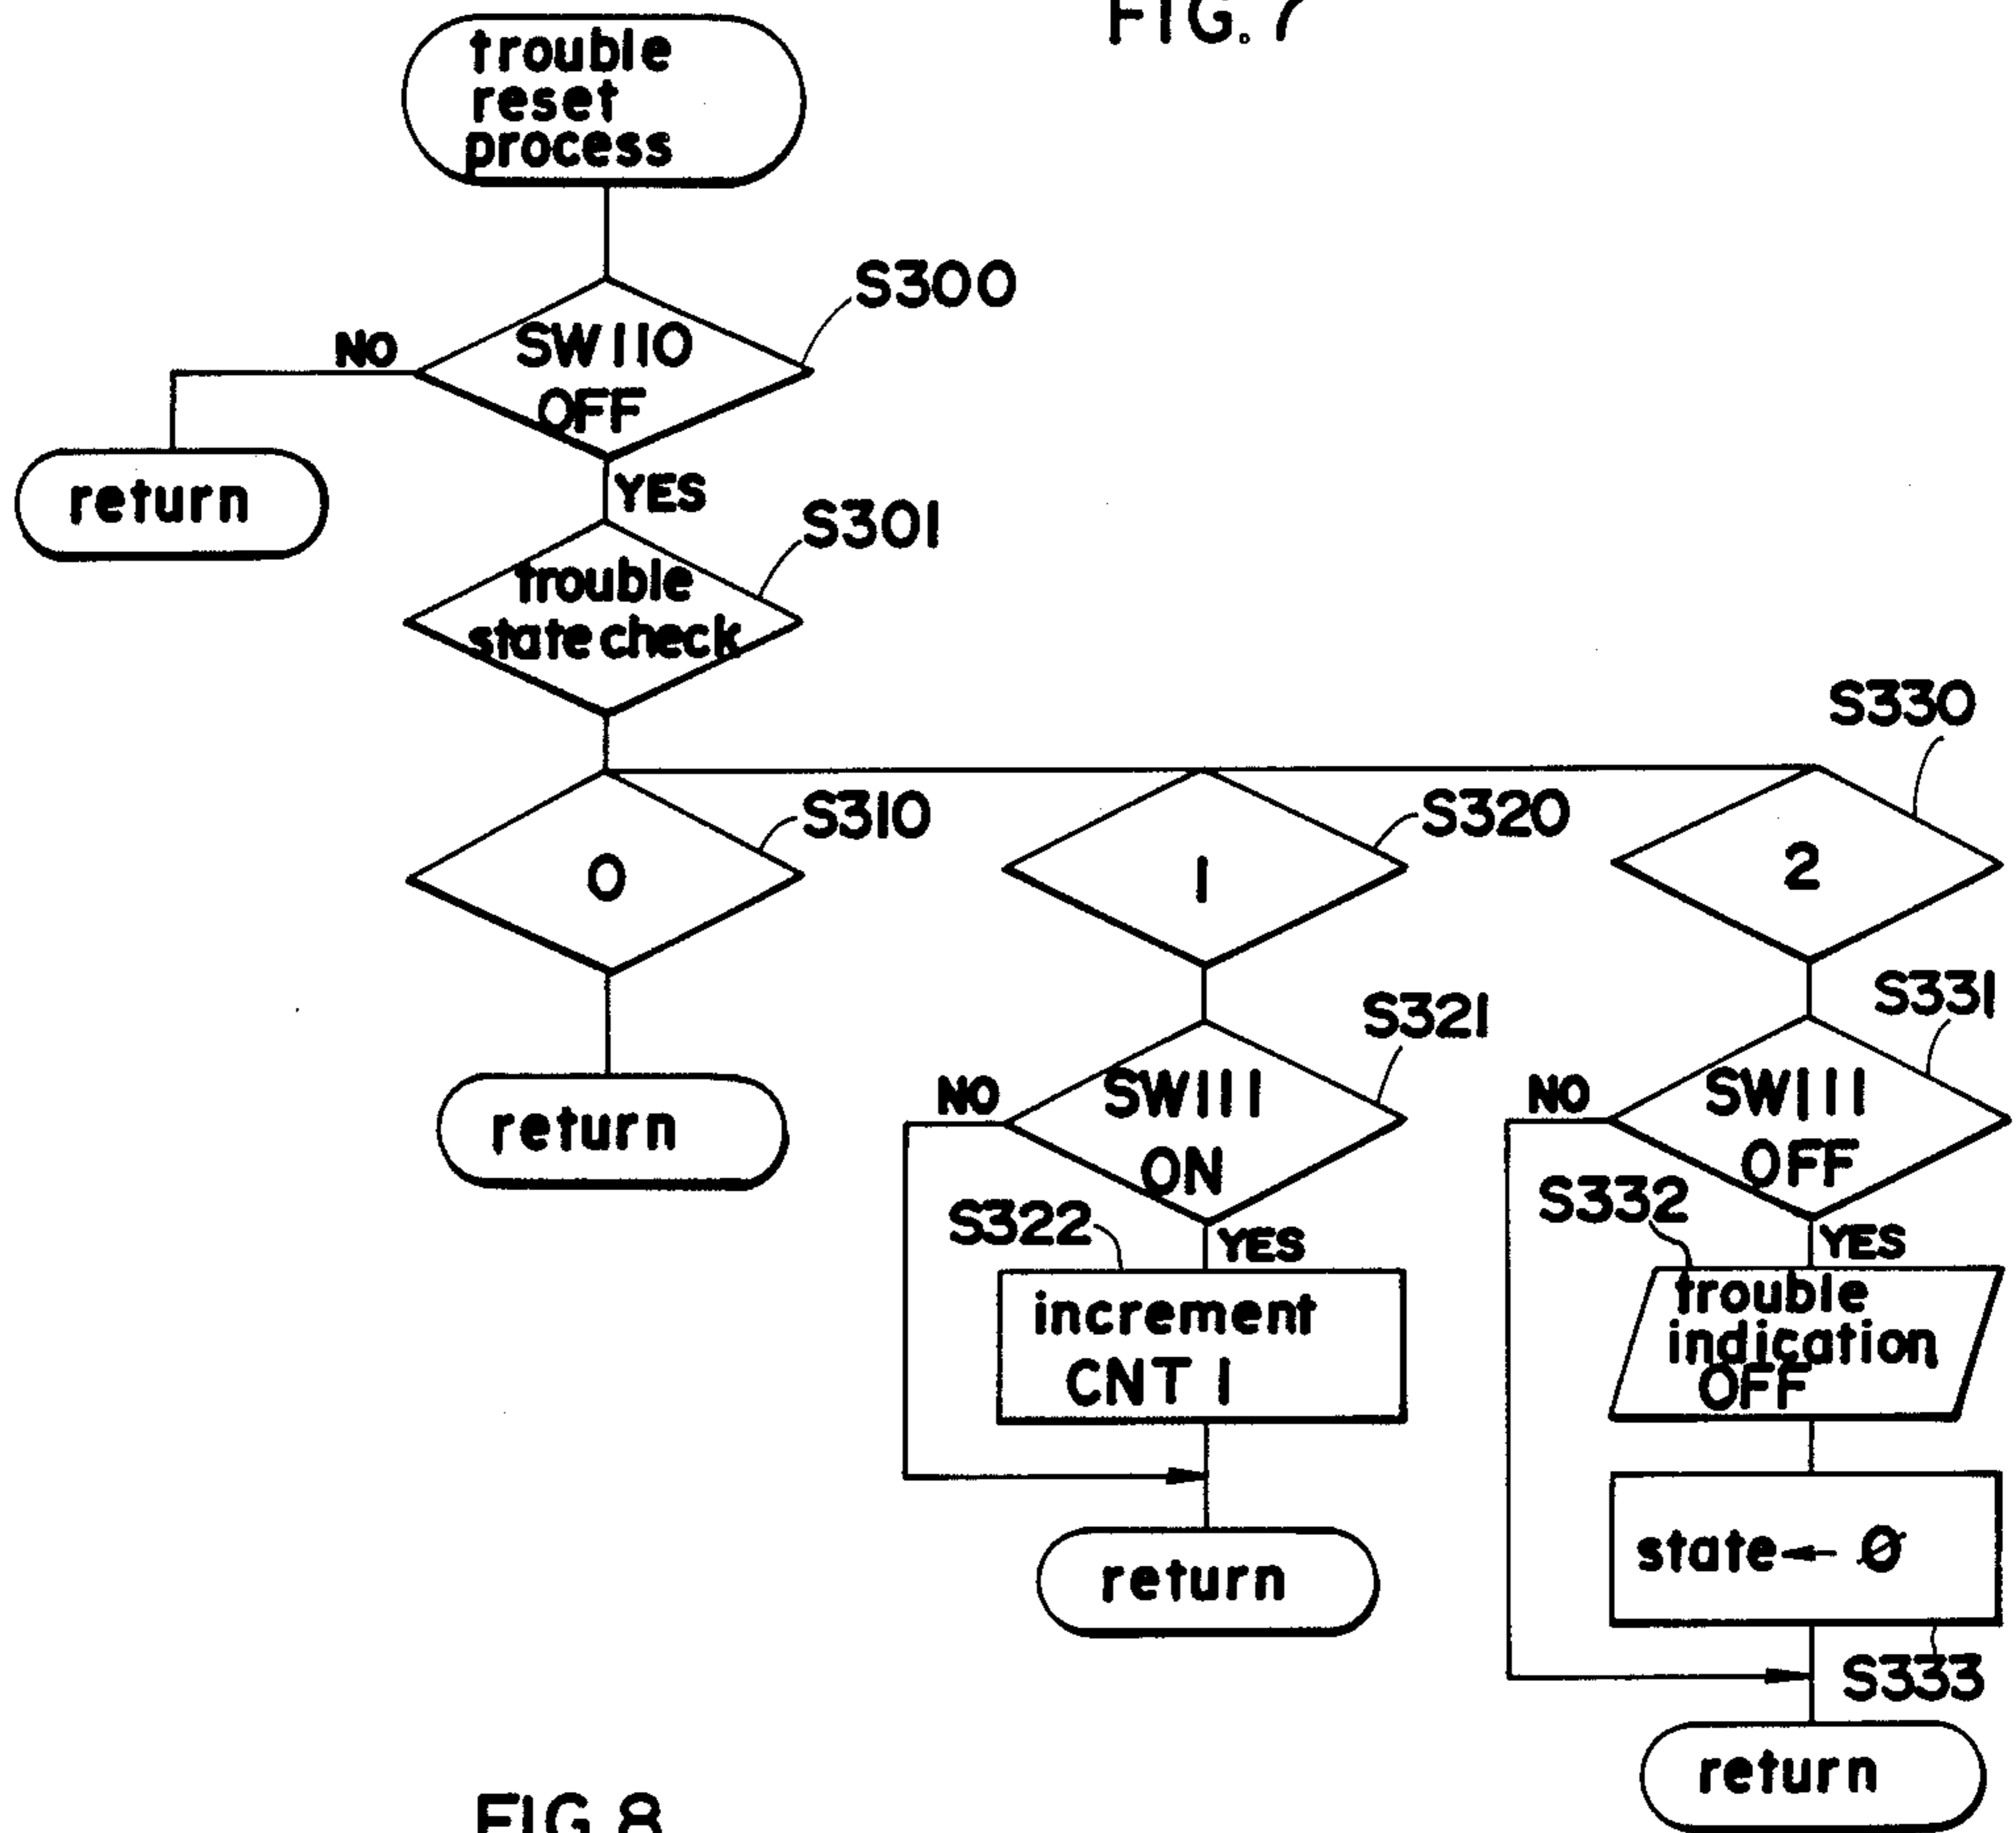 FIG. 7
trouble
reset
process
S300
NO
SW110
OFF
return
YES
S301
trouble
state check
S330
S310
S320
0
1
2
S331
S321
return
NO
SW111
ON
NO
SW111
OFF
S322
YES
S332
YES
increment
CNT 1
trouble
indication
OFF
state ← Ø
return
S333
return
FIG. 8